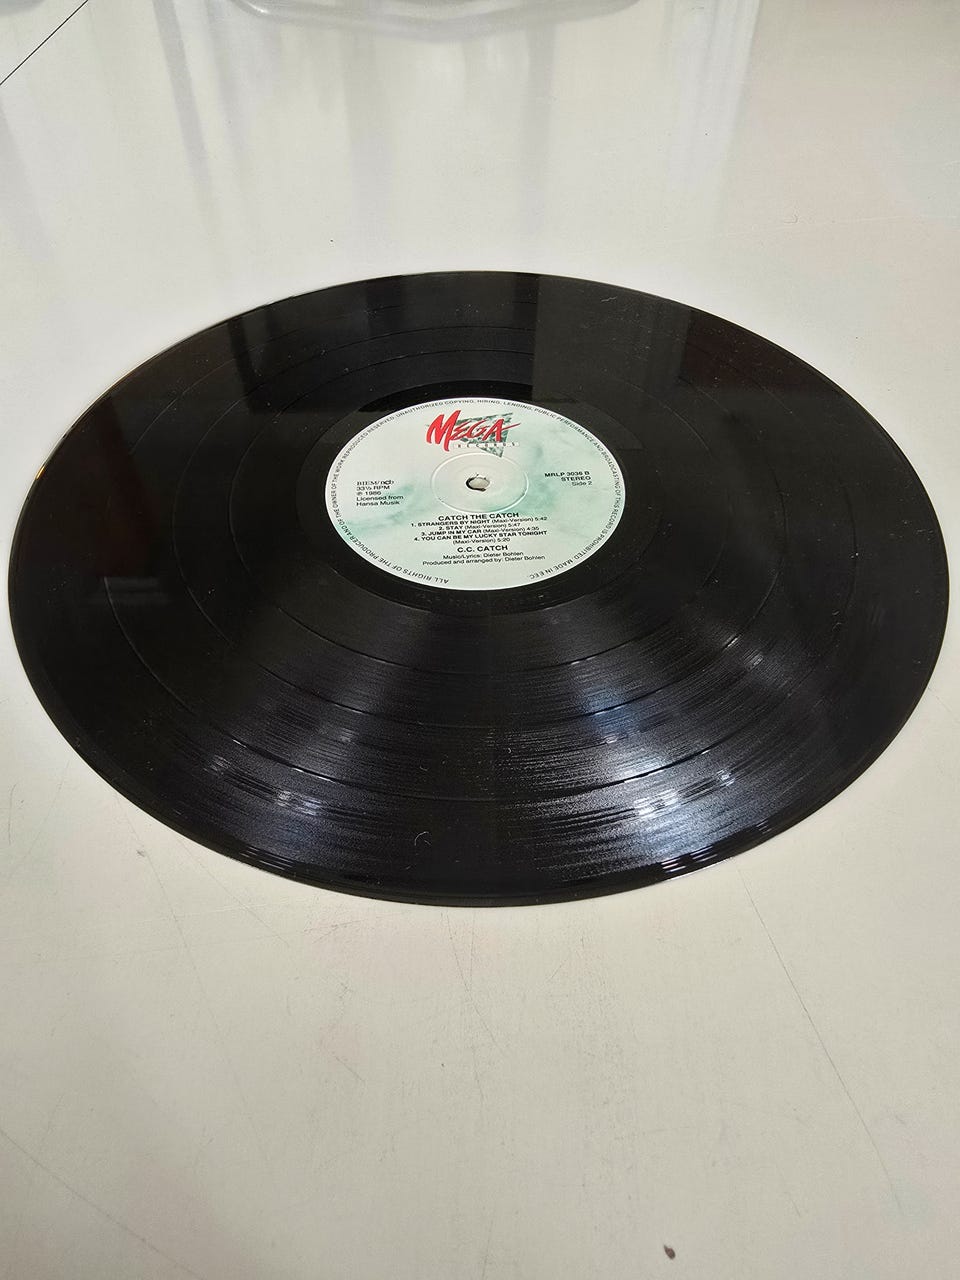 MEGA
RECORDS
BIEM/ncb
33⅓ RPM
℗ 1986
Licensed from
Hansa Musik
MRLP 3036 B
STEREO
Side 2
CATCH THE CATCH
1. STRANGERS BY NIGHT (Maxi-Version) 5:42
2. STAY (Maxi-Version) 5:47
3. JUMP IN MY CAR (Maxi-Version) 4:35
4. YOU CAN BE MY LUCKY STAR TONIGHT
(Maxi-Version) 5:20
C.C. CATCH
Music/Lyrics: Dieter Bohlen
Produced and arranged by: Dieter Bohlen
ALL RIGHTS OF THE PRODUCER AND OF THE OWNER OF THE WORK REPRODUCED RESERVED. UNAUTHORIZED COPYING, HIRING, LENDING, PUBLIC PERFORMANCE AND BROADCASTING OF THIS RECORD IS PROHIBITED. MADE IN EEC.